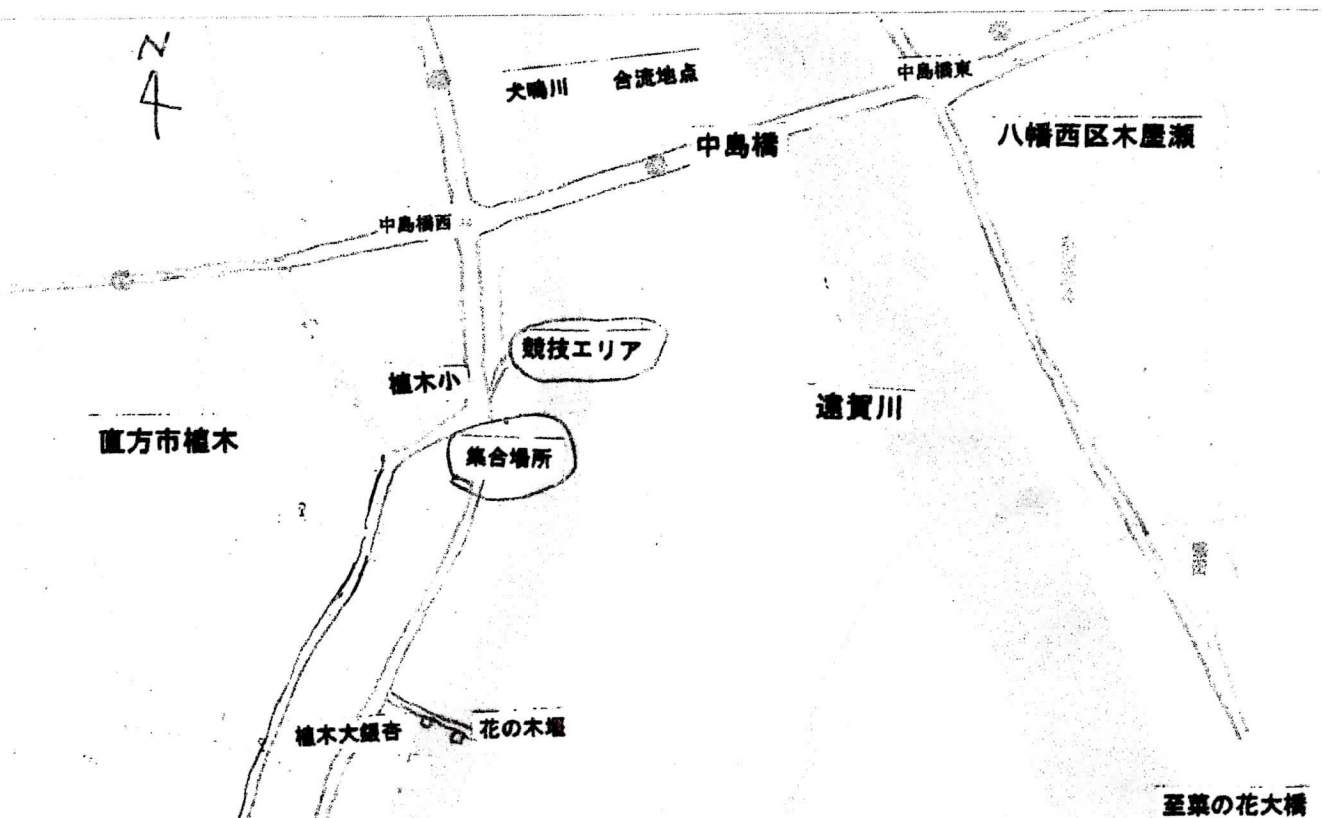 N
犬鳴川 合流地点
中島橋東
中島橋
八幡西区木屋瀬
中島橋西
競技エリア
植木小
遠賀川
直方市植木
集合場所
植木大銀杏
花の木堰
至菜の花大橋